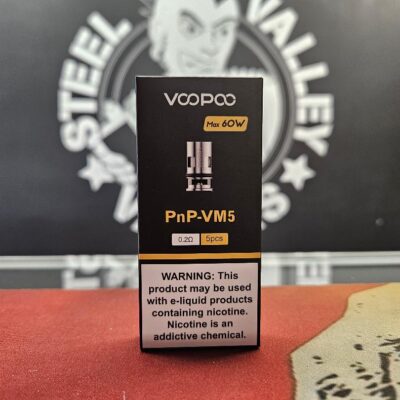 STEEL VALLEY
VOOPOO
Max 60W
PnP-VM5
0.2Ω 5pcs
WARNING: This
product may be used
with e-liquid products
containing nicotine.
Nicotine is an
addictive chemical.